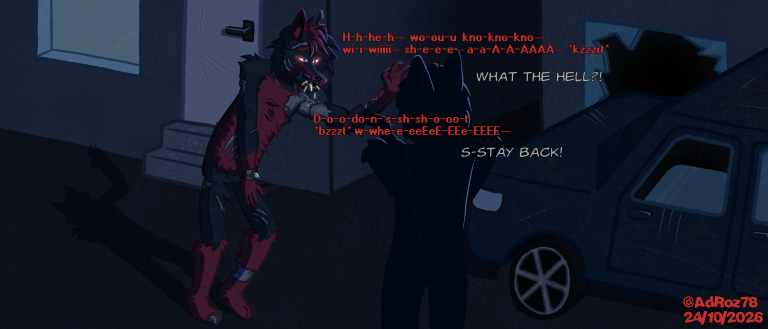 H-h-he-h— wo-ou-u kno-kno-kno—
wi-i-wiiiii— sh-e-e-e- a-a-A-A-AAAA— *kzzzrt*
WHAT THE HELL?!
D-o-o-do-n- s-sh-sh-o-oo-t
*bzzzt* w-whe-e-eeEeE-EEe-EEEE—
S-STAY BACK!
@AdRoz78
24/10/2026